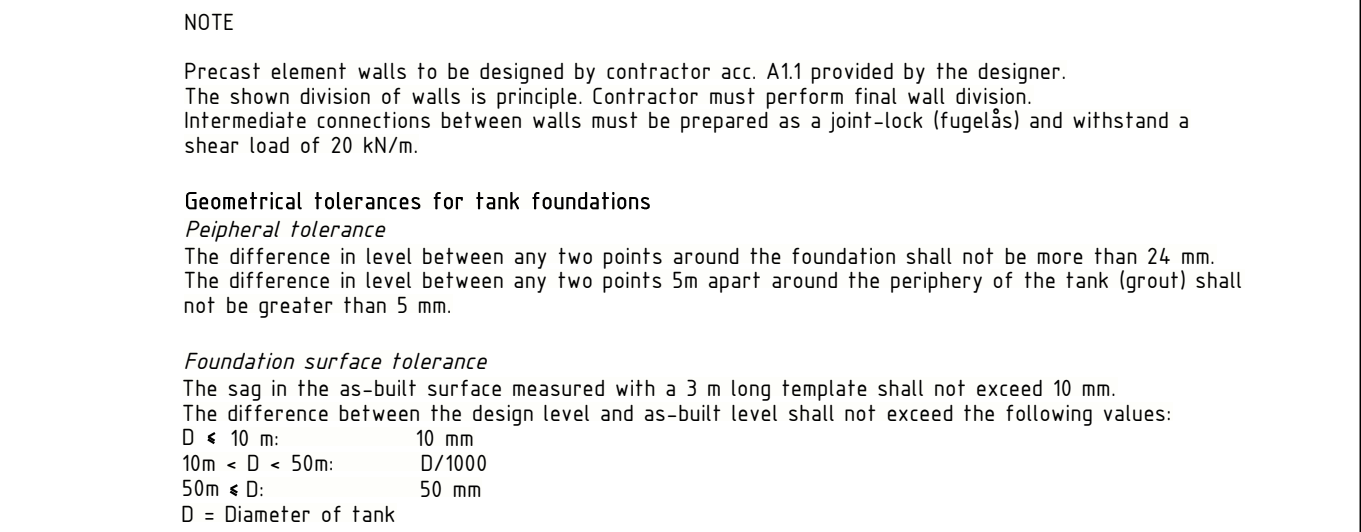 NOTE
Precast element walls to be designed by contractor acc. A1.1 provided by the designer.
The shown division of walls is principle. Contractor must perform final wall division.
Intermediate connections between walls must be prepared as a joint-lock (fugelås) and withstand a
shear load of 20 kN/m.
Geometrical tolerances for tank foundations
Peipheral tolerance
The difference in level between any two points around the foundation shall not be more than 24 mm.
The difference in level between any two points 5m apart around the periphery of the tank (grout) shall
not be greater than 5 mm.
Foundation surface tolerance
The sag in the as-built surface measured with a 3 m long template shall not exceed 10 mm.
The difference between the design level and as-built level shall not exceed the following values:
D ⩽ 10 m: 10 mm
10m < D < 50m: D/1000
50m ⩽ D: 50 mm
D = Diameter of tank